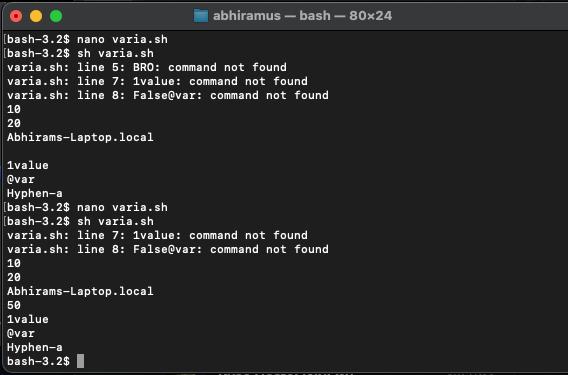 abhiramus — bash — 80×24
[bash-3.2$ nano varia.sh
[bash-3.2$ sh varia.sh
varia.sh: line 5: BRO: command not found
varia.sh: line 7: 1value: command not found
varia.sh: line 8: False@var: command not found
10
20
Abhirams-Laptop.local
1value
@var
Hyphen-a
[bash-3.2$ nano varia.sh
[bash-3.2$ sh varia.sh
varia.sh: line 7: 1value: command not found
varia.sh: line 8: False@var: command not found
10
20
Abhirams-Laptop.local
50
1value
@var
Hyphen-a
bash-3.2$